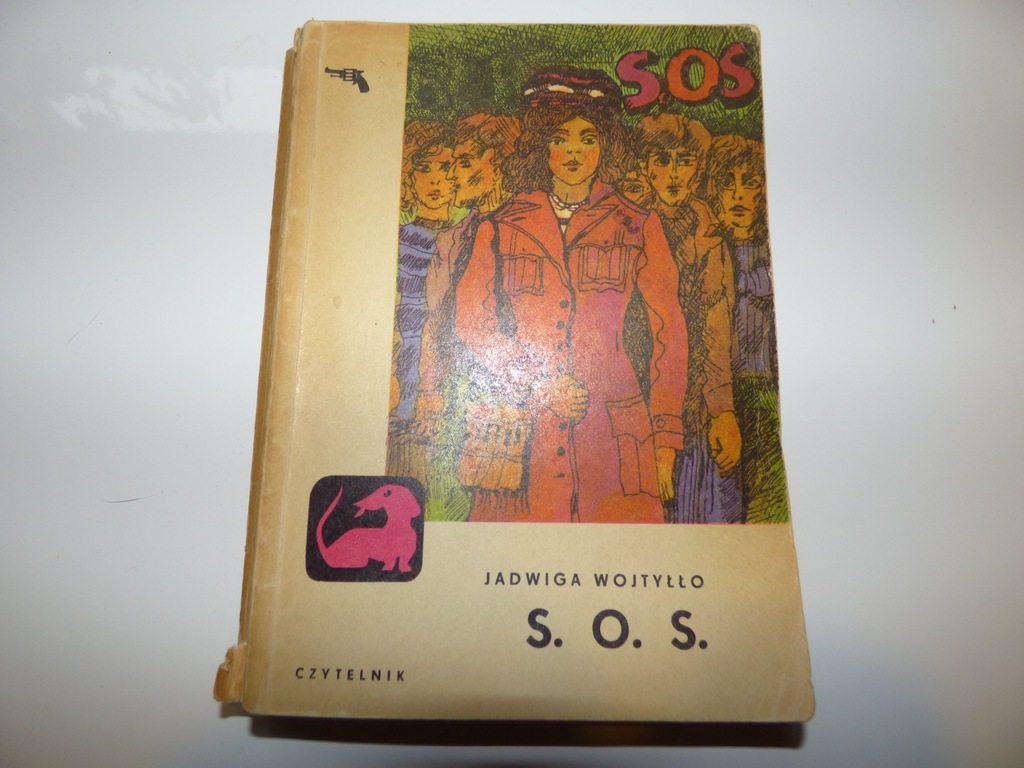 S.O.S
JADWIGA WOJTYŁŁO
S. O. S.
CZYTELNIK